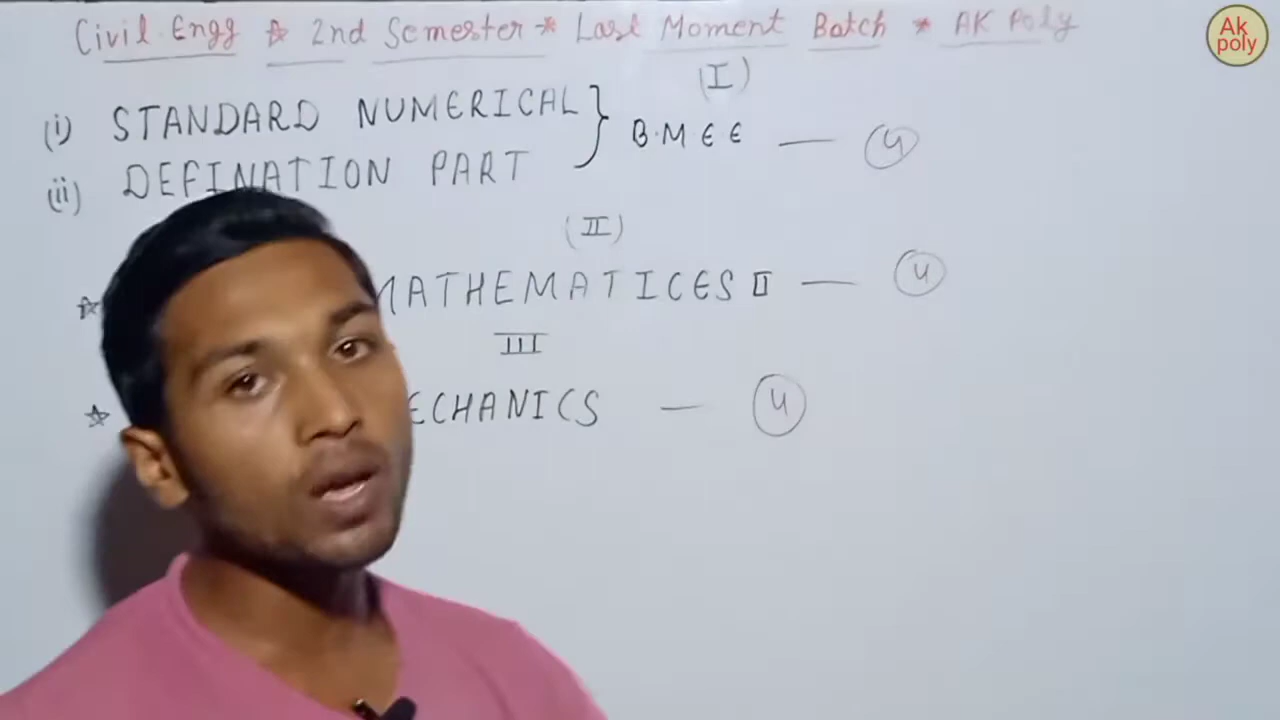 Civil Engg ☆ 2nd Semester * Last Moment Batch * AK Poly
(I)
(i) STANDARD NUMERICAL
(ii) DEFINATION PART
} B.M.E.E — 4
(II)
☆ MATHEMATICES II — 4
III
☆ ECHANICS — 4
Ak
poly